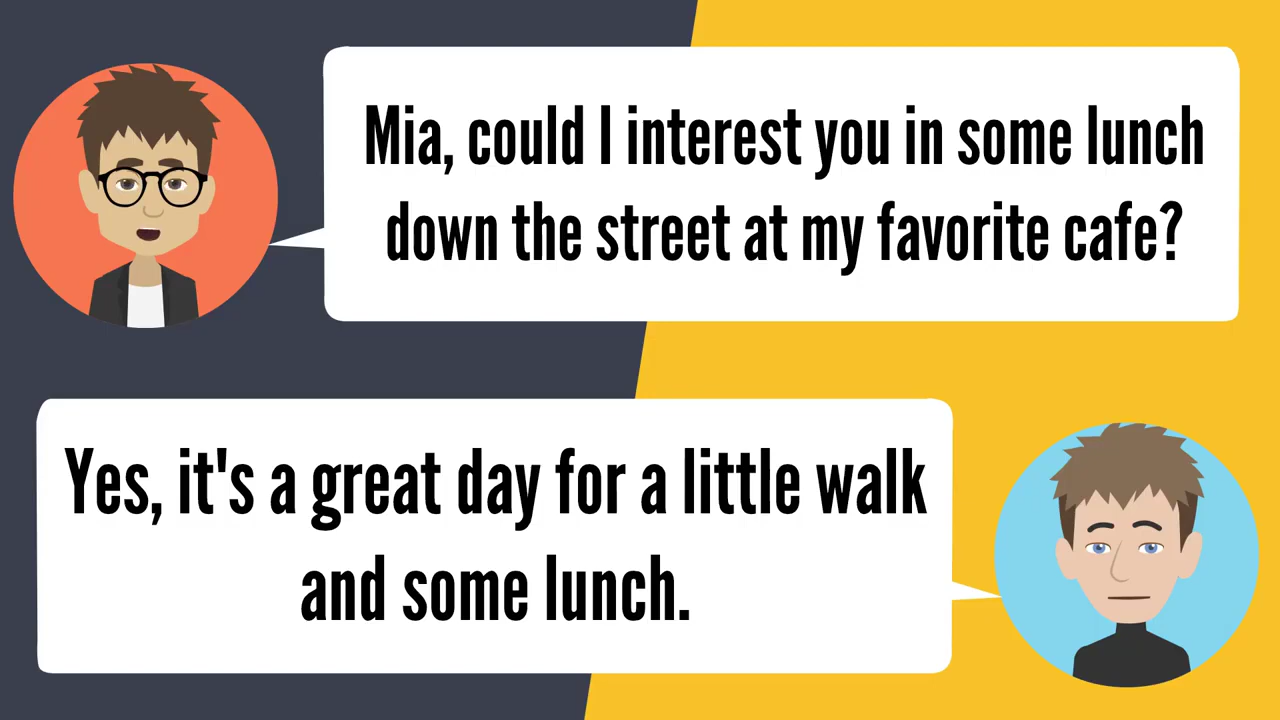 Mia, could I interest you in some lunch
down the street at my favorite cafe?
Yes, it's a great day for a little walk
and some lunch.